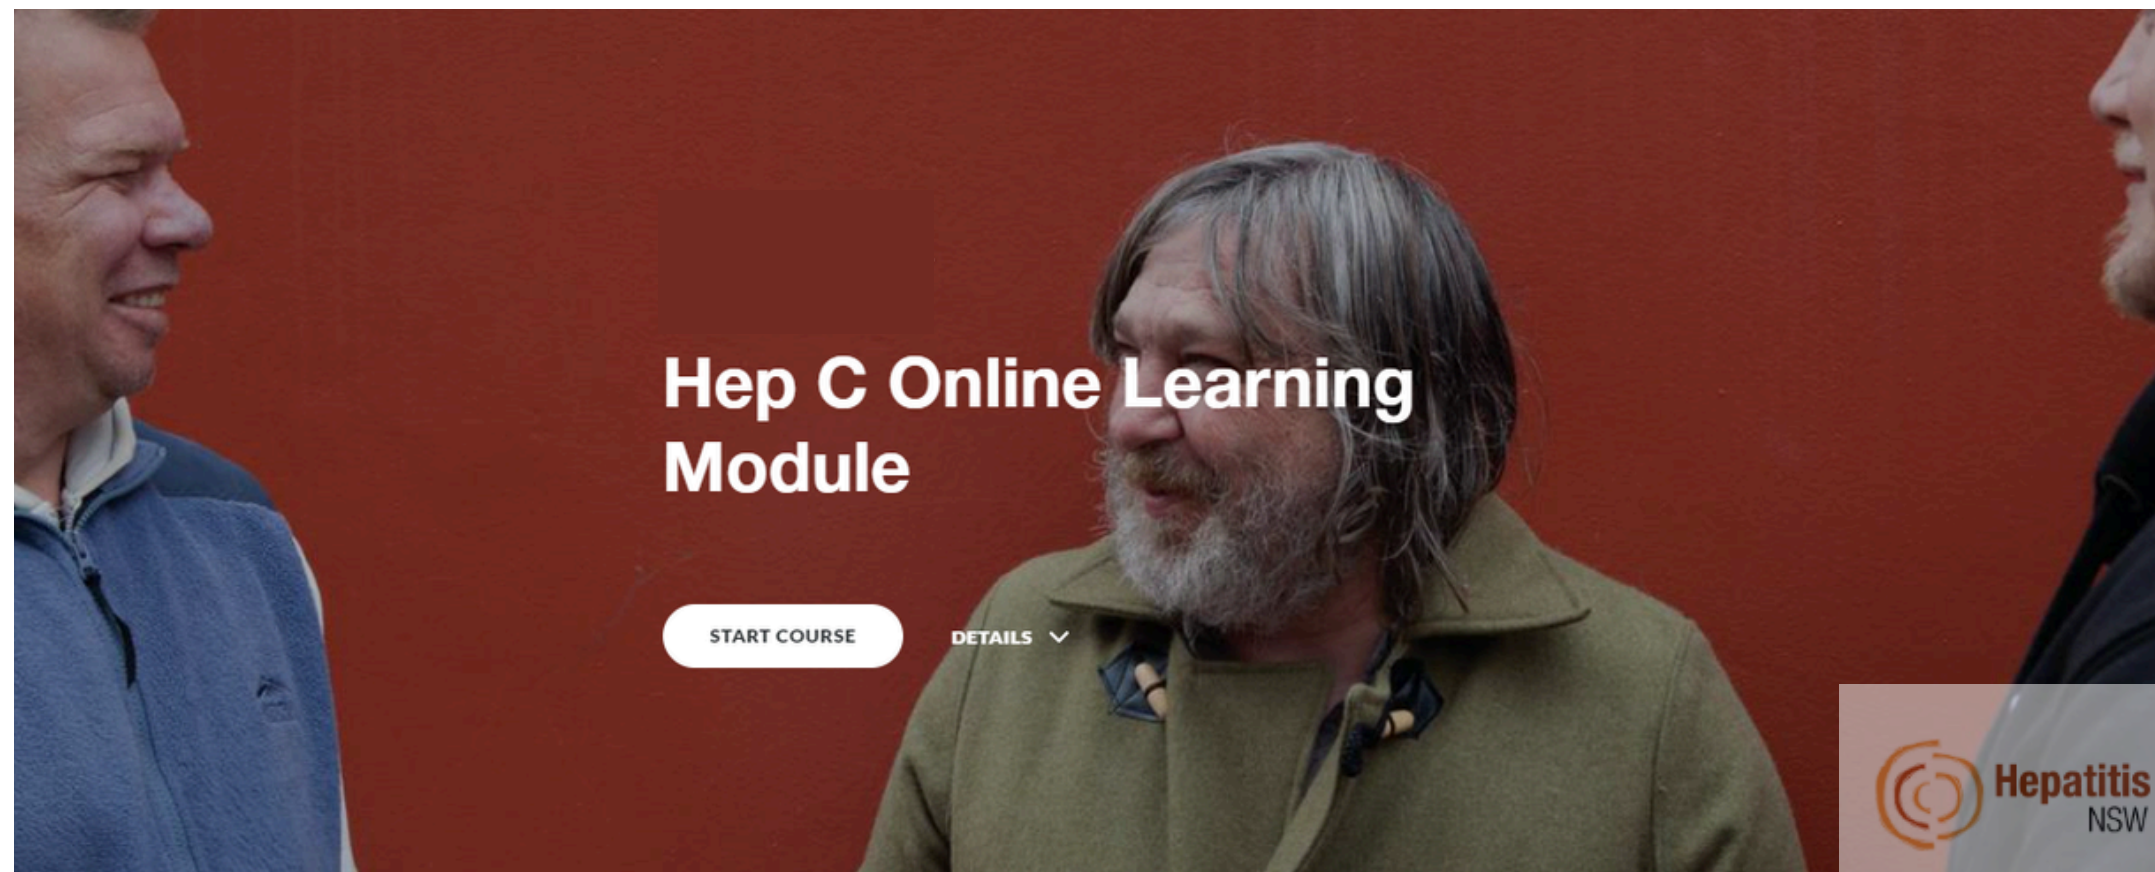 Hep C Online Learning
Module
START COURSE
DETAILS
Hepatitis
NSW